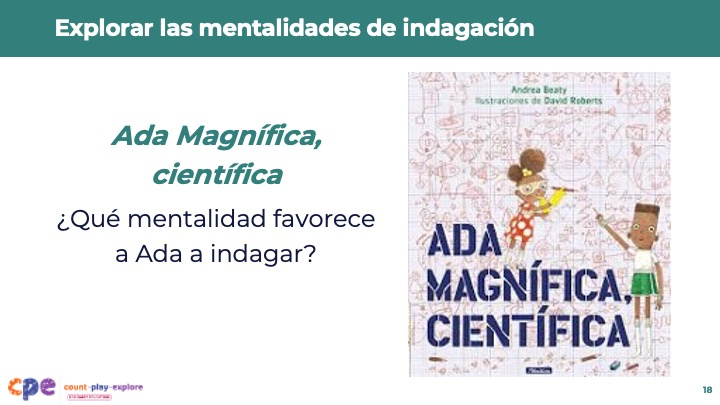 Explorar las mentalidades de indagación
Ada Magnífica,
científica
¿Qué mentalidad favorece
a Ada a indagar?
Andrea Beaty
Ilustraciones de David Roberts
ADA
MAGNÍFICA,
CIENTÍFICA
cpe
count-play-explore
18